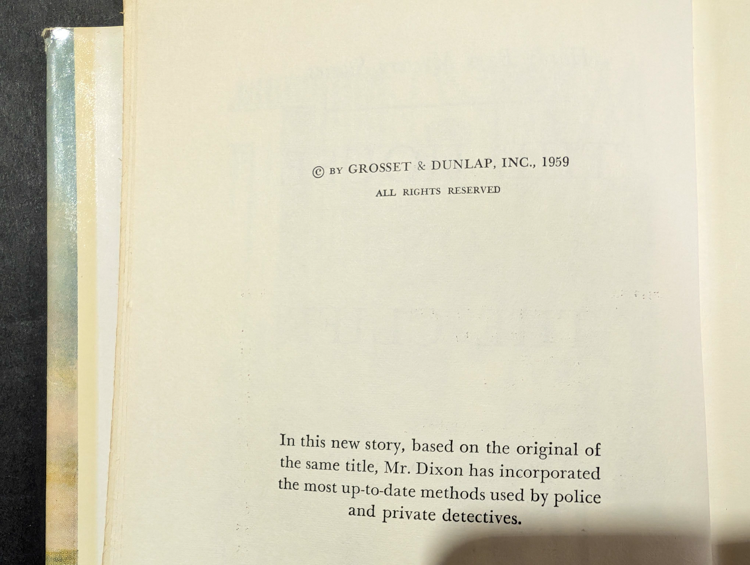 © BY GROSSET & DUNLAP, INC., 1959
ALL RIGHTS RESERVED
In this new story, based on the original of
the same title, Mr. Dixon has incorporated
the most up-to-date methods used by police
and private detectives.